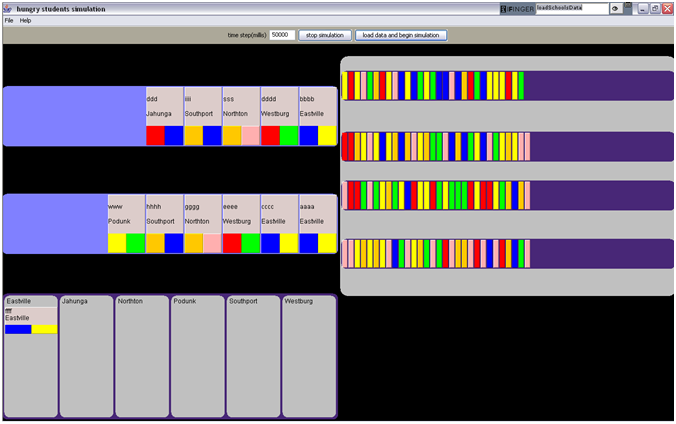 hungry students simulation
iFINGER loadSchoolsData
File Help
time step(millis) 50000 stop simulation load data and begin simulation
ddd iiii sss dddd bbbb
Jahunga Southport Northton Westburg Eastville
www hhhh gggg eeee cccc aaaa
Podunk Southport Northton Westburg Eastville Eastville
Eastville Jahunga Northton Podunk Southport Westburg
ffff
Eastville